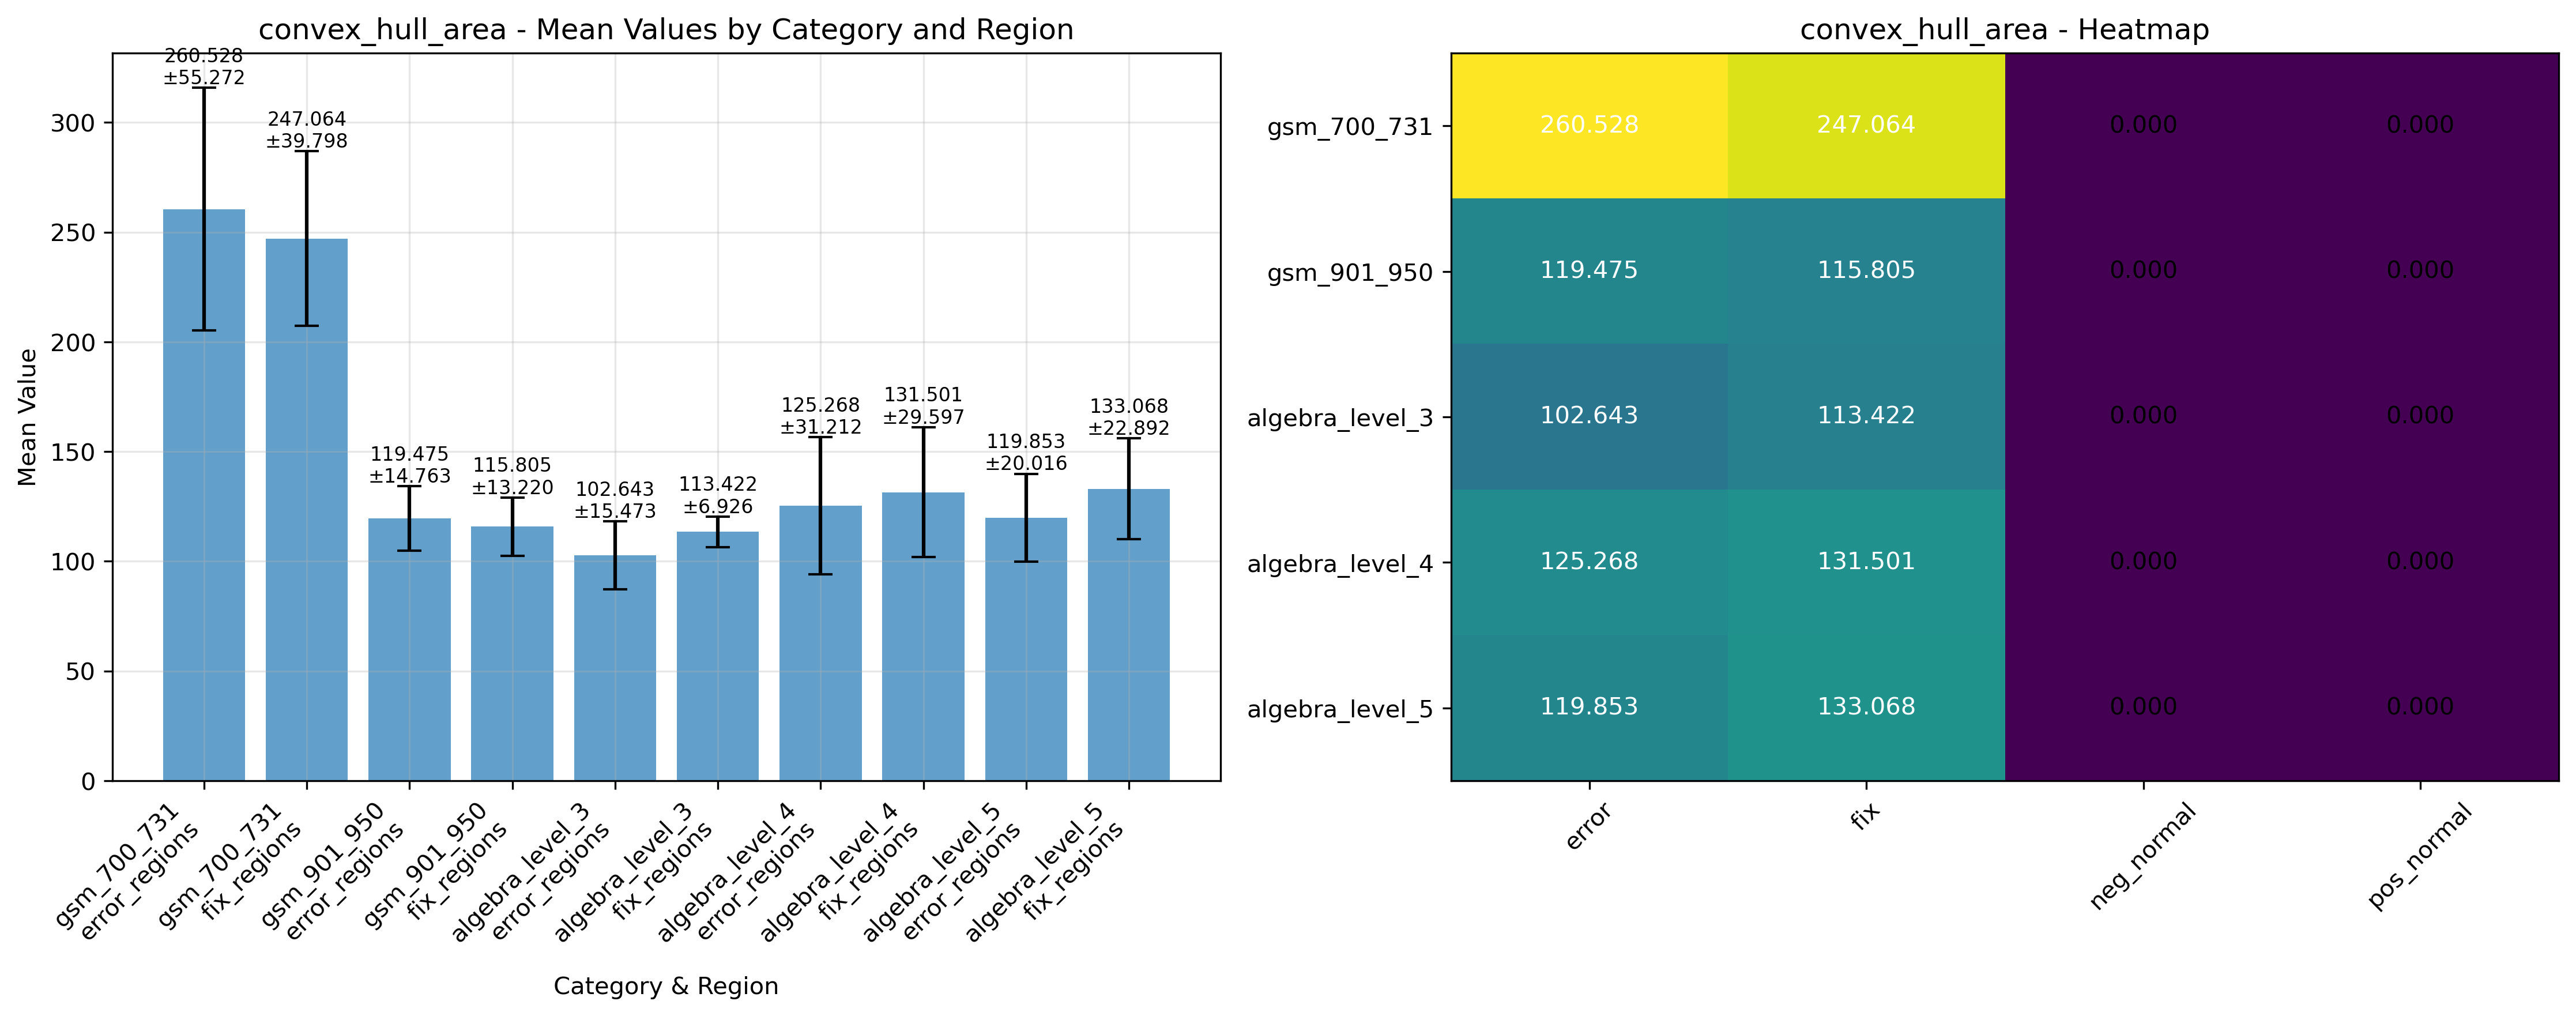 convex_hull_area - Mean Values by Category and Region
Mean Value
300
250
200
150
100
50
0
260.528
±55.272
247.064
±39.798
119.475
±14.763
115.805
±13.220
102.643
±15.473
113.422
±6.926
125.268
±31.212
131.501
±29.597
119.853
±20.016
133.068
±22.892
gsm_700_731
error_regions
gsm_700_731
fix_regions
gsm_901_950
error_regions
gsm_901_950
fix_regions
algebra_level_3
error_regions
algebra_level_3
fix_regions
algebra_level_4
error_regions
algebra_level_4
fix_regions
algebra_level_5
error_regions
algebra_level_5
fix_regions
Category & Region
convex_hull_area - Heatmap
gsm_700_731 260.528 247.064 0.000 0.000
gsm_901_950 119.475 115.805 0.000 0.000
algebra_level_3 102.643 113.422 0.000 0.000
algebra_level_4 125.268 131.501 0.000 0.000
algebra_level_5 119.853 133.068 0.000 0.000
error
fix
neg_normal
pos_normal